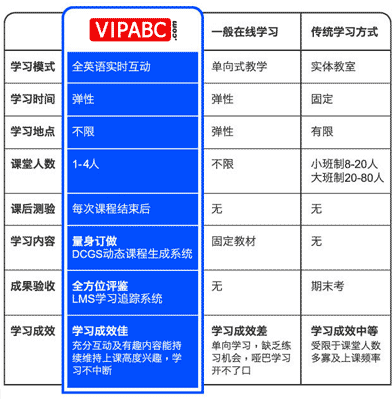 VIPABC.com 一般在线学习 传统学习方式
学习模式 全英语实时互动 单向式教学 实体教室
学习时间 弹性 弹性 固定
学习地点 不限 弹性 有限
课堂人数 1-4人 不限 小班制8-20人
大班制20-80人
课后测验 每次课程结束后 无 无
学习内容 量身订做 固定教材 无
DCGS动态课程生成系统
成果验收 全方位评鉴 无 期末考
LMS学习追踪系统
学习成效 学习成效佳 学习成效差 学习成效中等
充分互动及有趣内容能持 单向学习，缺乏练 受限于课堂人数
续维持上课高度兴趣，学 习机会，哑巴学习 多寡及上课频率
习不中断 开不了口